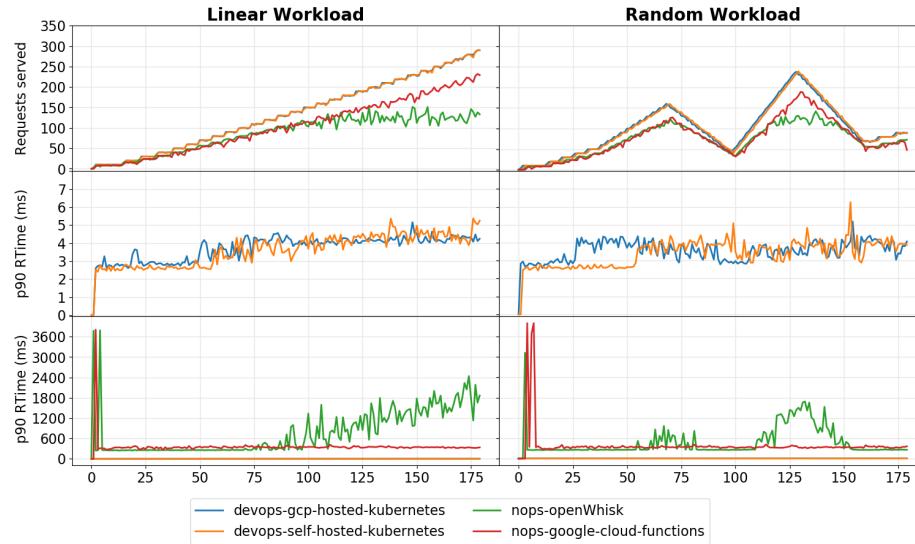 Linear Workload
Random Workload
Requests served
350
300
250
200
150
100
50
0
p90 RTime (ms)
7
6
5
4
3
2
1
0
p90 RTime (ms)
3600
3000
2400
1800
1200
600
0
0 25 50 75 100 125 150 175
0 25 50 75 100 125 150 175
devops-gcp-hosted-kubernetes
devops-self-hosted-kubernetes
nops-openWhisk
nops-google-cloud-functions